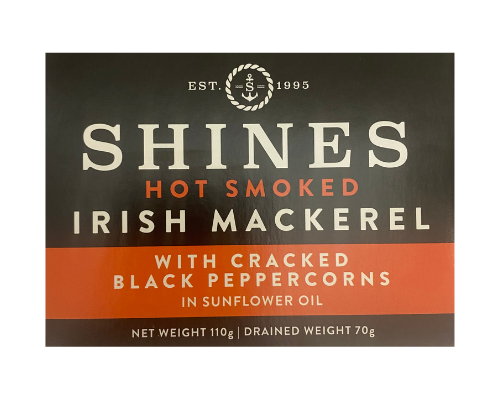 EST. S 1995
SHINES
HOT SMOKED
IRISH MACKEREL
WITH CRACKED
BLACK PEPPERCORNS
IN SUNFLOWER OIL
NET WEIGHT 110g | DRAINED WEIGHT 70g